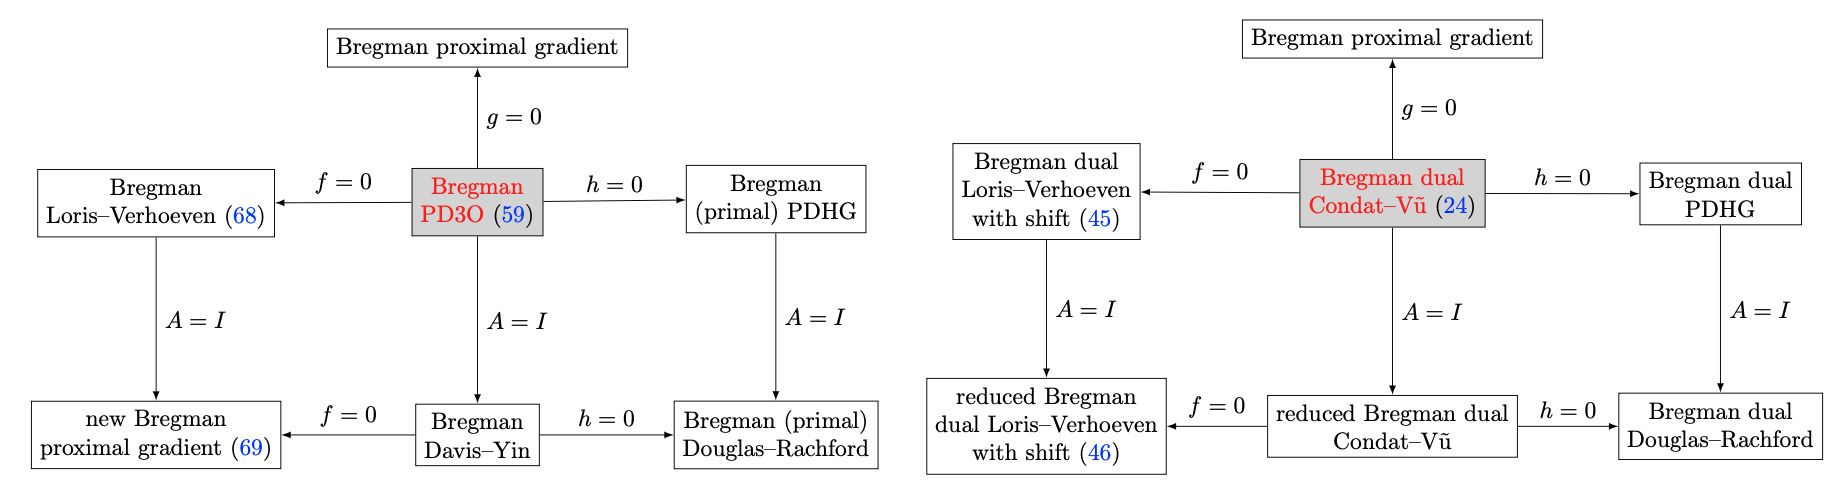 Bregman proximal gradient
g = 0
Bregman
Loris–Verhoeven (68)
f = 0
Bregman
PD3O (59)
h = 0
Bregman
(primal) PDHG
A = I
A = I
A = I
new Bregman
proximal gradient (69)
f = 0
Bregman
Davis–Yin
h = 0
Bregman (primal)
Douglas–Rachford
Bregman proximal gradient
g = 0
Bregman dual
Loris–Verhoeven
with shift (45)
f = 0
Bregman dual
Condat–Vũ (24)
h = 0
Bregman dual
PDHG
A = I
A = I
A = I
reduced Bregman
dual Loris–Verhoeven
with shift (46)
f = 0
reduced Bregman dual
Condat–Vũ
h = 0
Bregman dual
Douglas–Rachford